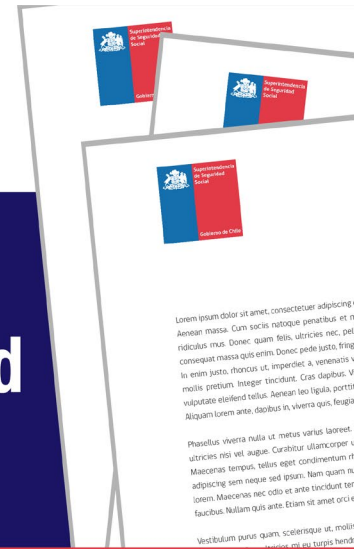 Superintendencia
de Seguridad
Social
Superintendencia
de Seguridad
Social
Superintendencia
de Seguridad
Social
Gobierno de Chile
d
Lorem ipsum dolor sit amet, consectetuer adipiscing
Aenean massa. Cum sociis natoque penatibus et
ridiculus mus. Donec quam felis, ultricies nec,
consequat massa quis enim. Donec pede justo,
In enim justo, rhoncus ut, imperdiet a, venenatis
mollis pretium. Integer tincidunt. Cras dapibus.
vulputate eleifend tellus. Aenean leo ligula,
Aliquam lorem ante, dapibus in, viverra quis,
Phasellus viverra nulla ut metus varius laoreet.
ultricies nisi vel augue. Curabitur ullamcorper
Maecenas tempus, tellus eget condimentum
adipiscing sem neque sed ipsum. Nam quam
lorem. Maecenas nec odio et ante tincidunt
faucibus. Nullam quis ante. Etiam sit amet orci
Vestibulum purus quam, scelerisque ut,
mi eu turpis